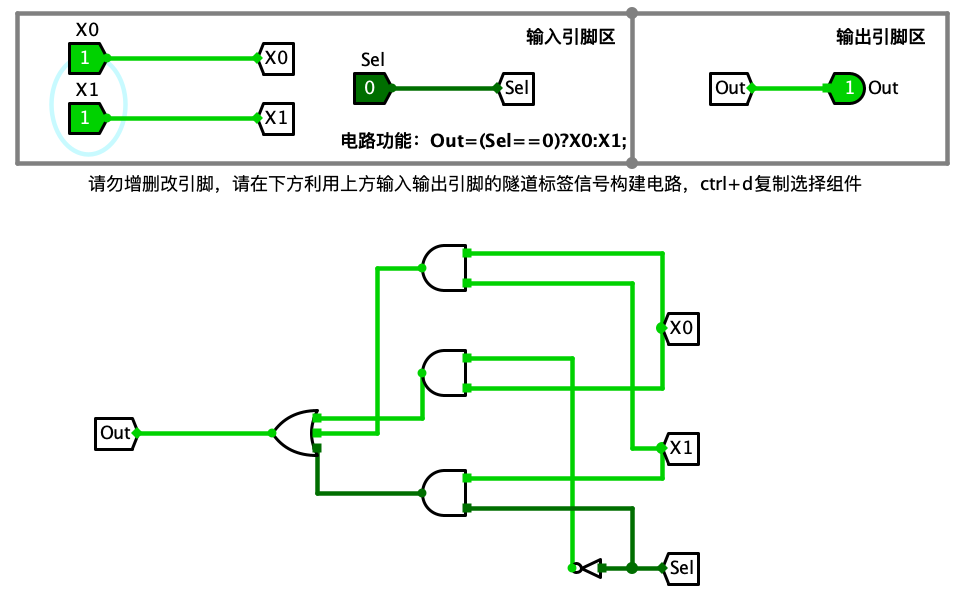 X0
1
X0
X1
1
X1
Sel
0
Sel
输入引脚区
电路功能：Out=(Sel==0)?X0:X1;
输出引脚区
Out
1
Out
请勿增删改引脚，请在下方利用上方输入输出引脚的隧道标签信号构建电路，ctrl+d复制选择组件
X0
Out
X1
Sel